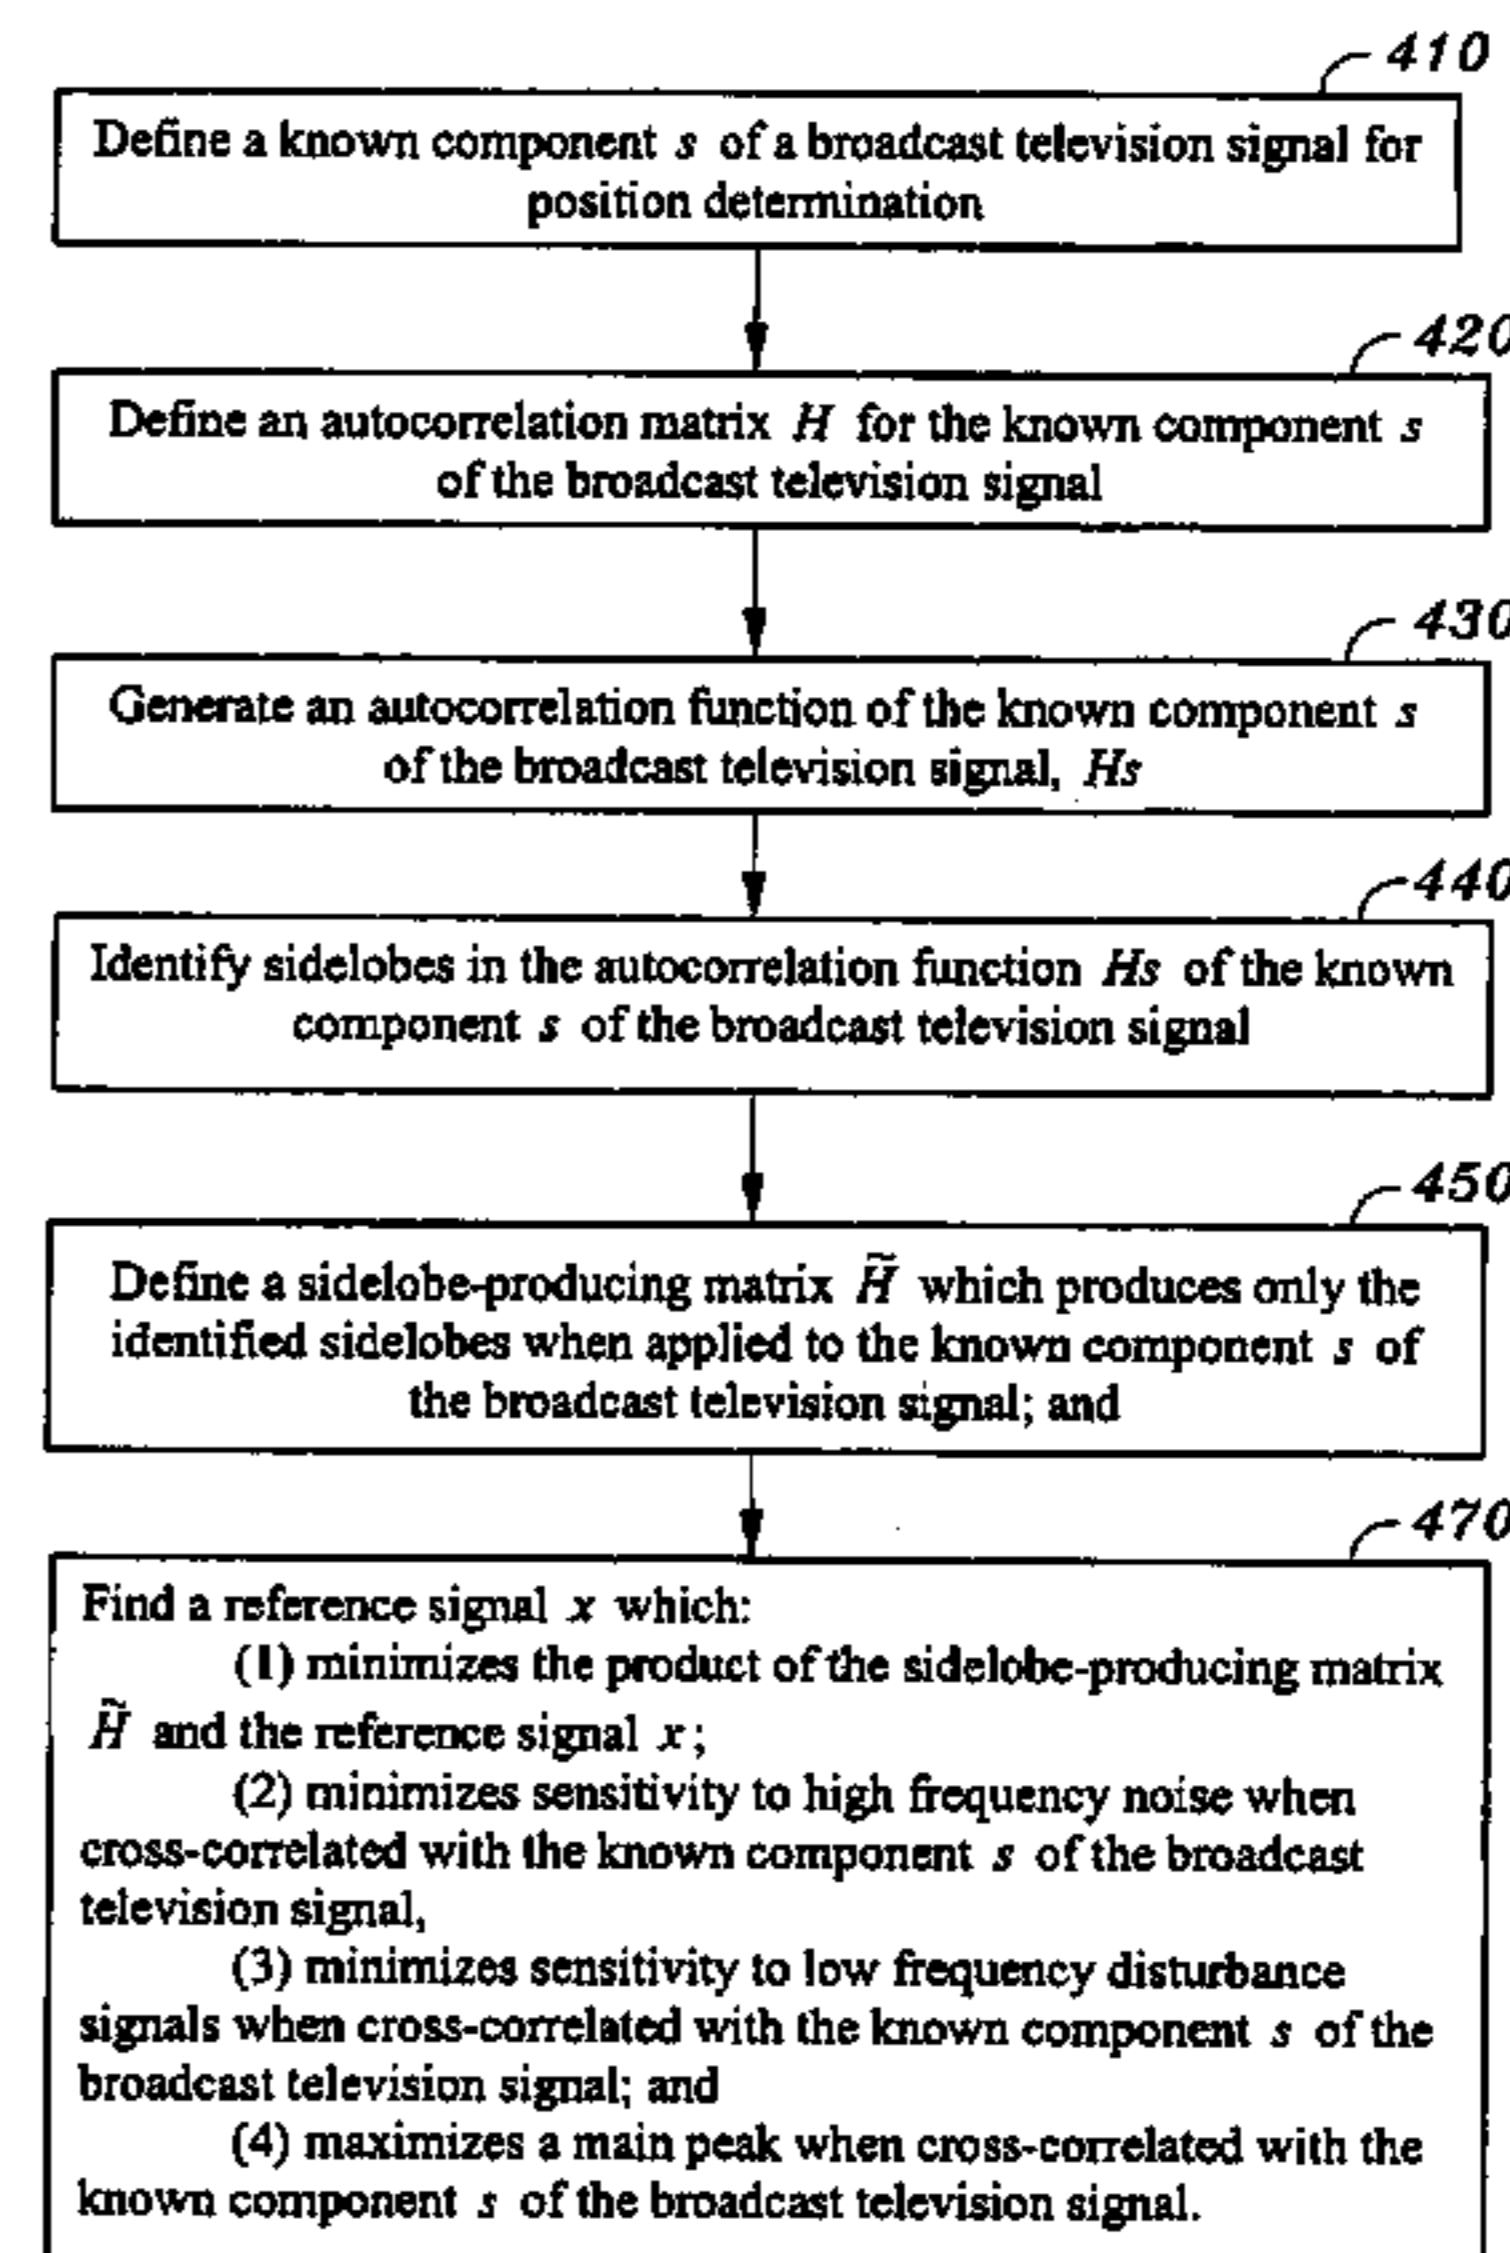 410
Define a known component s of a broadcast television signal for
position determination
420
Define an autocorrelation matrix H for the known component s
of the broadcast television signal
430
Generate an autocorrelation function of the known component s
of the broadcast television signal, Hs
440
Identify sidelobes in the autocorrelation function Hs of the known
component s of the broadcast television signal
450
Define a sidelobe-producing matrix H̃ which produces only the
identified sidelobes when applied to the known component s of
the broadcast television signal; and
470
Find a reference signal x which:
(1) minimizes the product of the sidelobe-producing matrix
H̃ and the reference signal x;
(2) minimizes sensitivity to high frequency noise when
cross-correlated with the known component s of the broadcast
television signal,
(3) minimizes sensitivity to low frequency disturbance
signals when cross-correlated with the known component s of the
broadcast television signal; and
(4) maximizes a main peak when cross-correlated with the
known component s of the broadcast television signal.